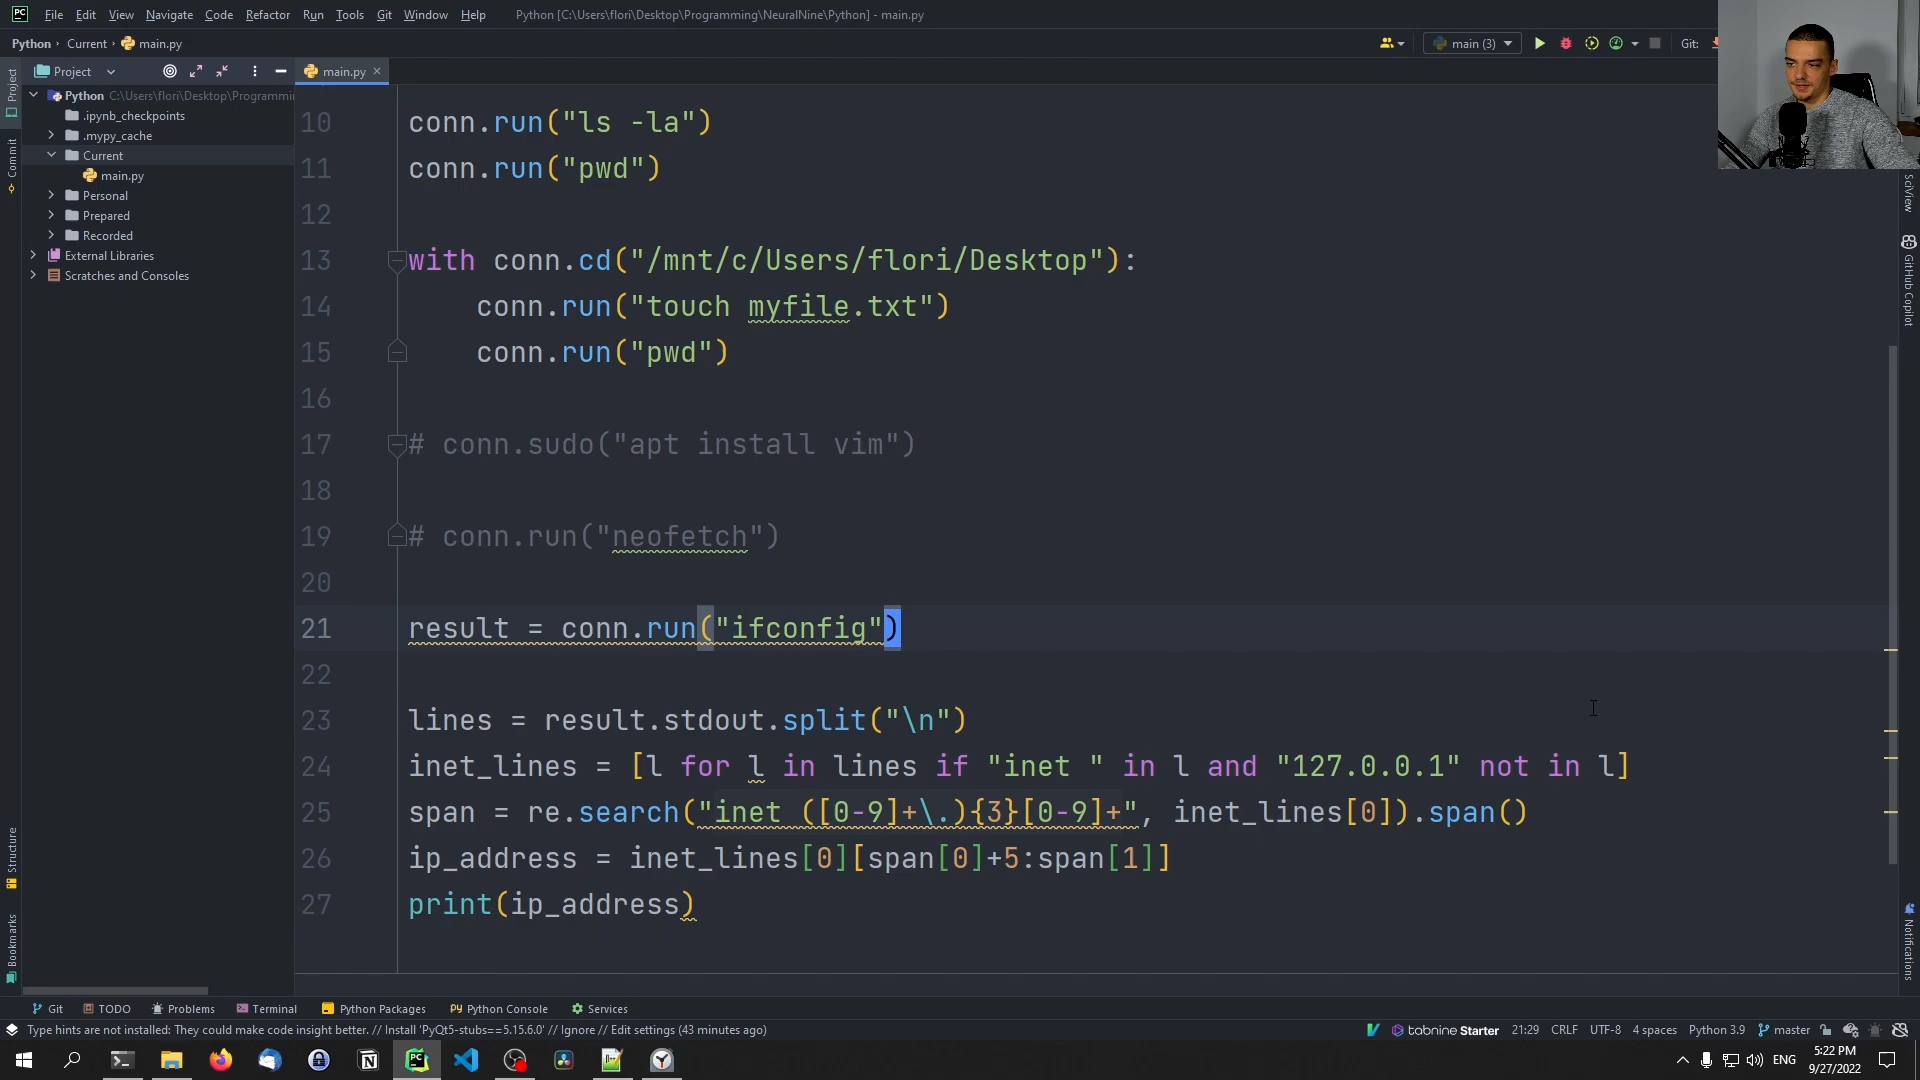 PC File Edit View Navigate Code Refactor Run Tools Git Window Help Python [C:\Users\flori\Desktop\Programming\NeuralNine\Python] - main.py
Python Current main.py
main (3) Git:
Project
main.py
Python C:\Users\flori\Desktop\Programmi
.ipynb_checkpoints
.mypy_cache
Current
main.py
Personal
Prepared
Recorded
External Libraries
Scratches and Consoles
Project
Commit
Structure
Bookmarks
10 conn.run("ls -la")
11 conn.run("pwd")
12
13 with conn.cd("/mnt/c/Users/flori/Desktop"):
14 conn.run("touch myfile.txt")
15 conn.run("pwd")
16
17 # conn.sudo("apt install vim")
18
19 # conn.run("neofetch")
20
21 result = conn.run("ifconfig")
22
23 lines = result.stdout.split("\n")
24 inet_lines = [l for l in lines if "inet " in l and "127.0.0.1" not in l]
25 span = re.search("inet ([0-9]+\.){3}[0-9]+", inet_lines[0]).span()
26 ip_address = inet_lines[0][span[0]+5:span[1]]
27 print(ip_address)
SciView
GitHub Copilot
Notifications
Git TODO Problems Terminal Python Packages Python Console Services
Type hints are not installed: They could make code insight better. // Install 'PyQt5-stubs==5.15.6.0' // Ignore // Edit settings (43 minutes ago)
tabnine Starter 21:29 CRLF UTF-8 4 spaces Python 3.9 master
ENG
5:22 PM
9/27/2022